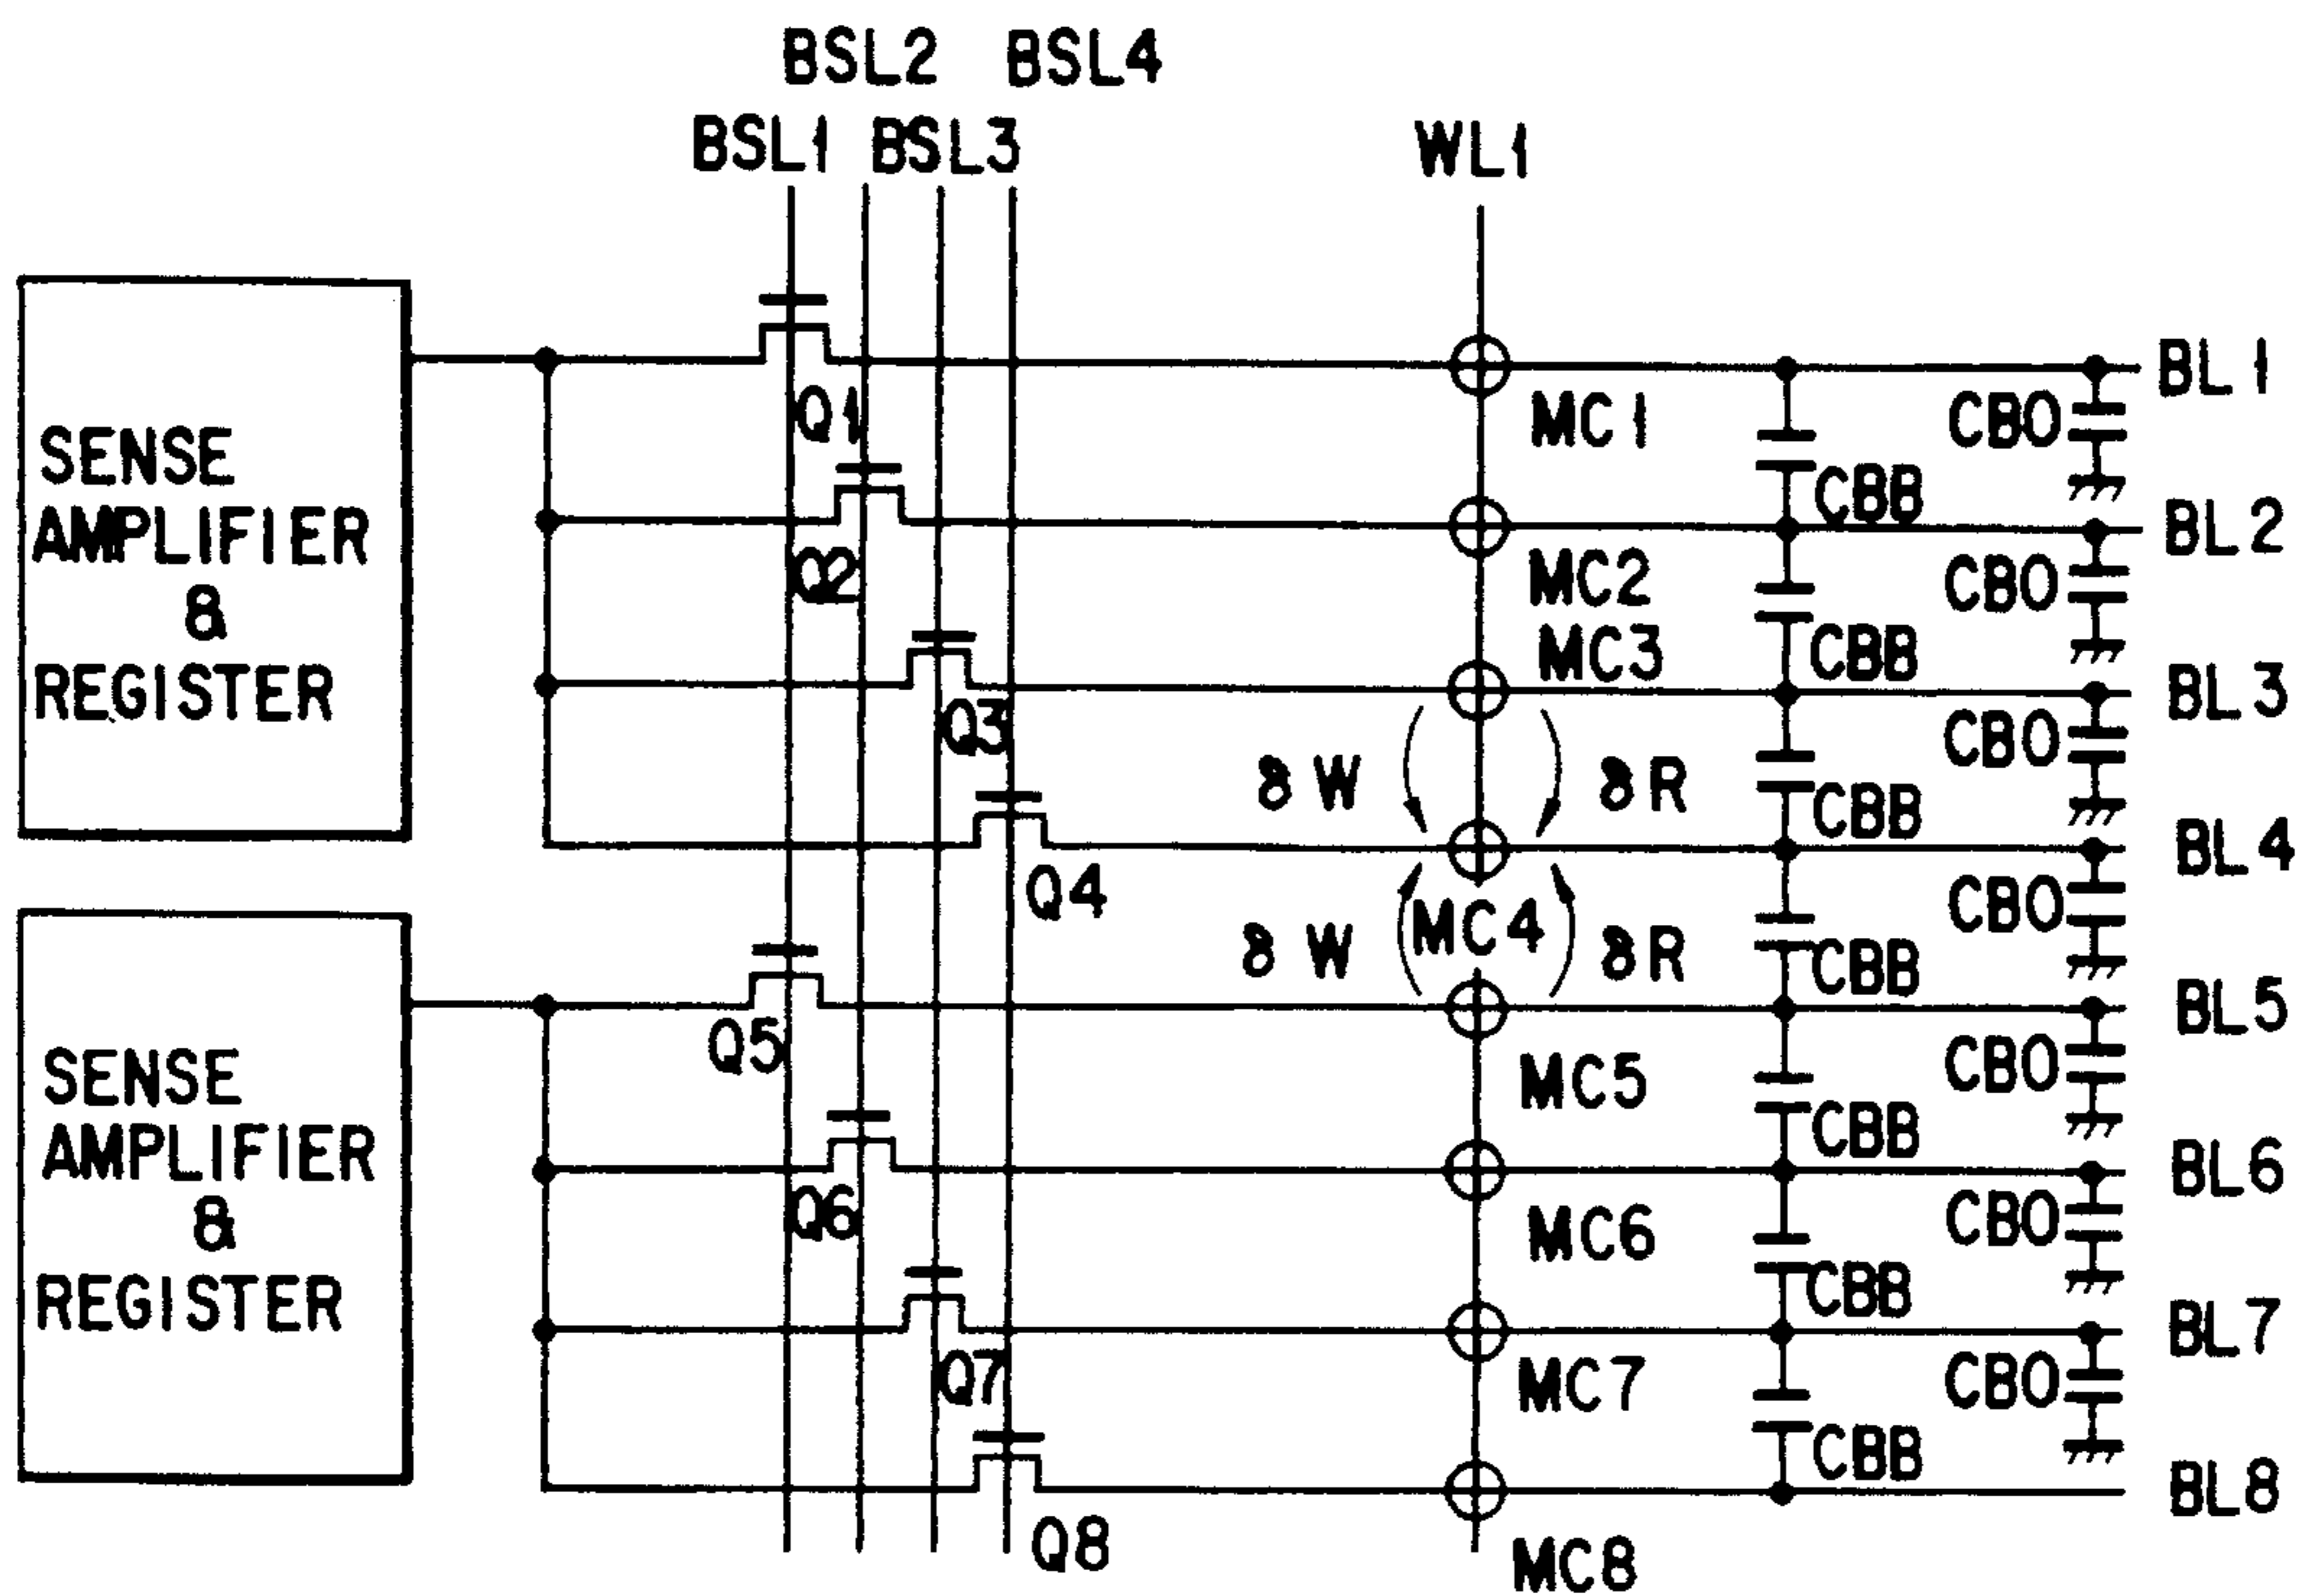 BSL2 BSL4
BSL1 BSL3 WL1
BL1
Q1 MC1 CBO
SENSE
AMPLIFIER
&
REGISTER
CBB
BL2
Q2 MC2 CBO
MC3 CBB
BL3
Q3 CBO
δW δR
CBB
BL4
Q4 MC4 CBO
δW δR
CBB
BL5
Q5 MC5 CBO
SENSE
AMPLIFIER
&
REGISTER
CBB
BL6
Q6 MC6 CBO
CBB
BL7
Q7 MC7 CBO
CBB
BL8
Q8 MC8